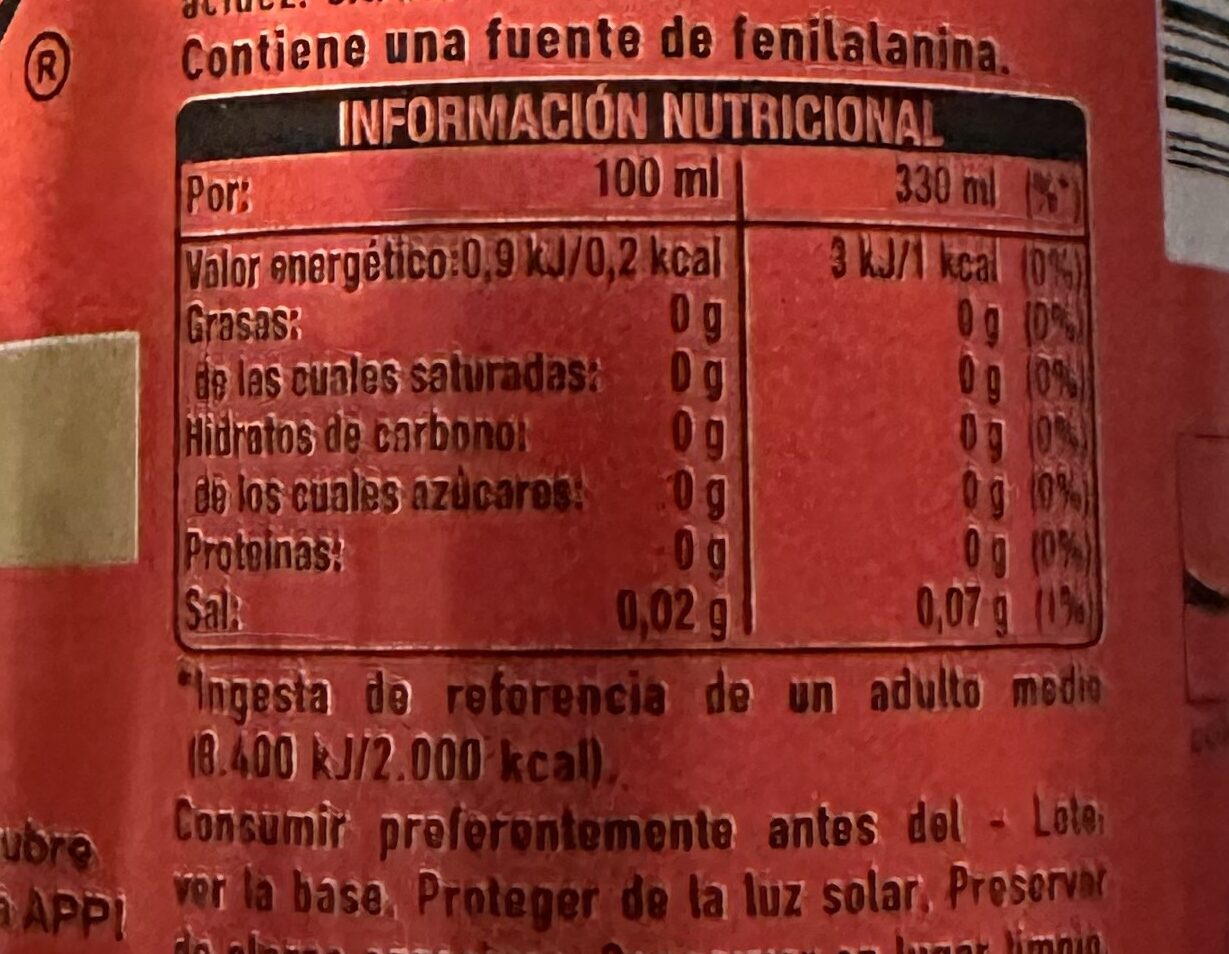 ®
Contiene una fuente de fenilalanina.
INFORMACIÓN NUTRICIONAL
Por: 100 ml 330 ml (%*)
Valor energético: 0,9 kJ/0,2 kcal 3 kJ/1 kcal (0%)
Grasas: 0 g 0 g (0%)
de las cuales saturadas: 0 g 0 g (0%)
Hidratos de carbono: 0 g 0 g (0%)
de los cuales azúcares: 0 g 0 g (0%)
Proteínas: 0 g 0 g (0%)
Sal: 0,02 g 0,07 g (1%)
*Ingesta de referencia de un adulto medio
(8.400 kJ/2.000 kcal).
Consumir preferentemente antes del - Lote:
ver la base. Proteger de la luz solar. Preservar
ubre
APP!